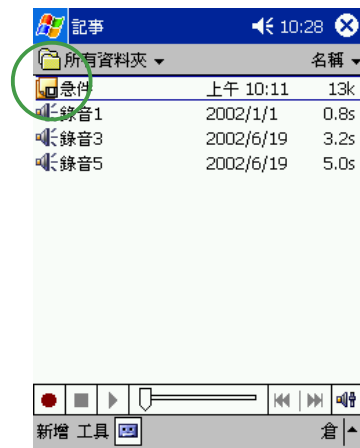 記事 10:28
所有資料夾 名稱
急件 上午 10:11 13k
錄音1 2002/1/1 0.8s
錄音3 2002/6/19 3.2s
錄音5 2002/6/19 5.0s
新增 工具 倉